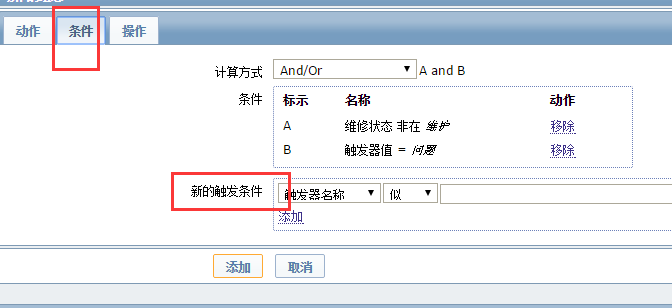 动作 条件 操作
计算方式 And/Or A and B
条件 标示 名称 动作
A 维修状态 非在 维护 移除
B 触发器值 = 问题 移除
新的触发条件 触发器名称 似
添加
添加 取消